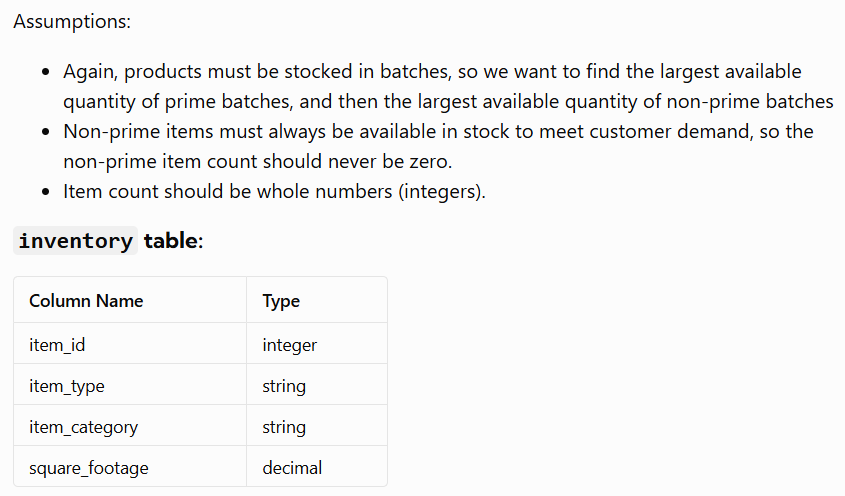 Assumptions:
• Again, products must be stocked in batches, so we want to find the largest available
quantity of prime batches, and then the largest available quantity of non-prime batches
• Non-prime items must always be available in stock to meet customer demand, so the
non-prime item count should never be zero.
• Item count should be whole numbers (integers).
inventory table:
Column Name Type
item_id integer
item_type string
item_category string
square_footage decimal